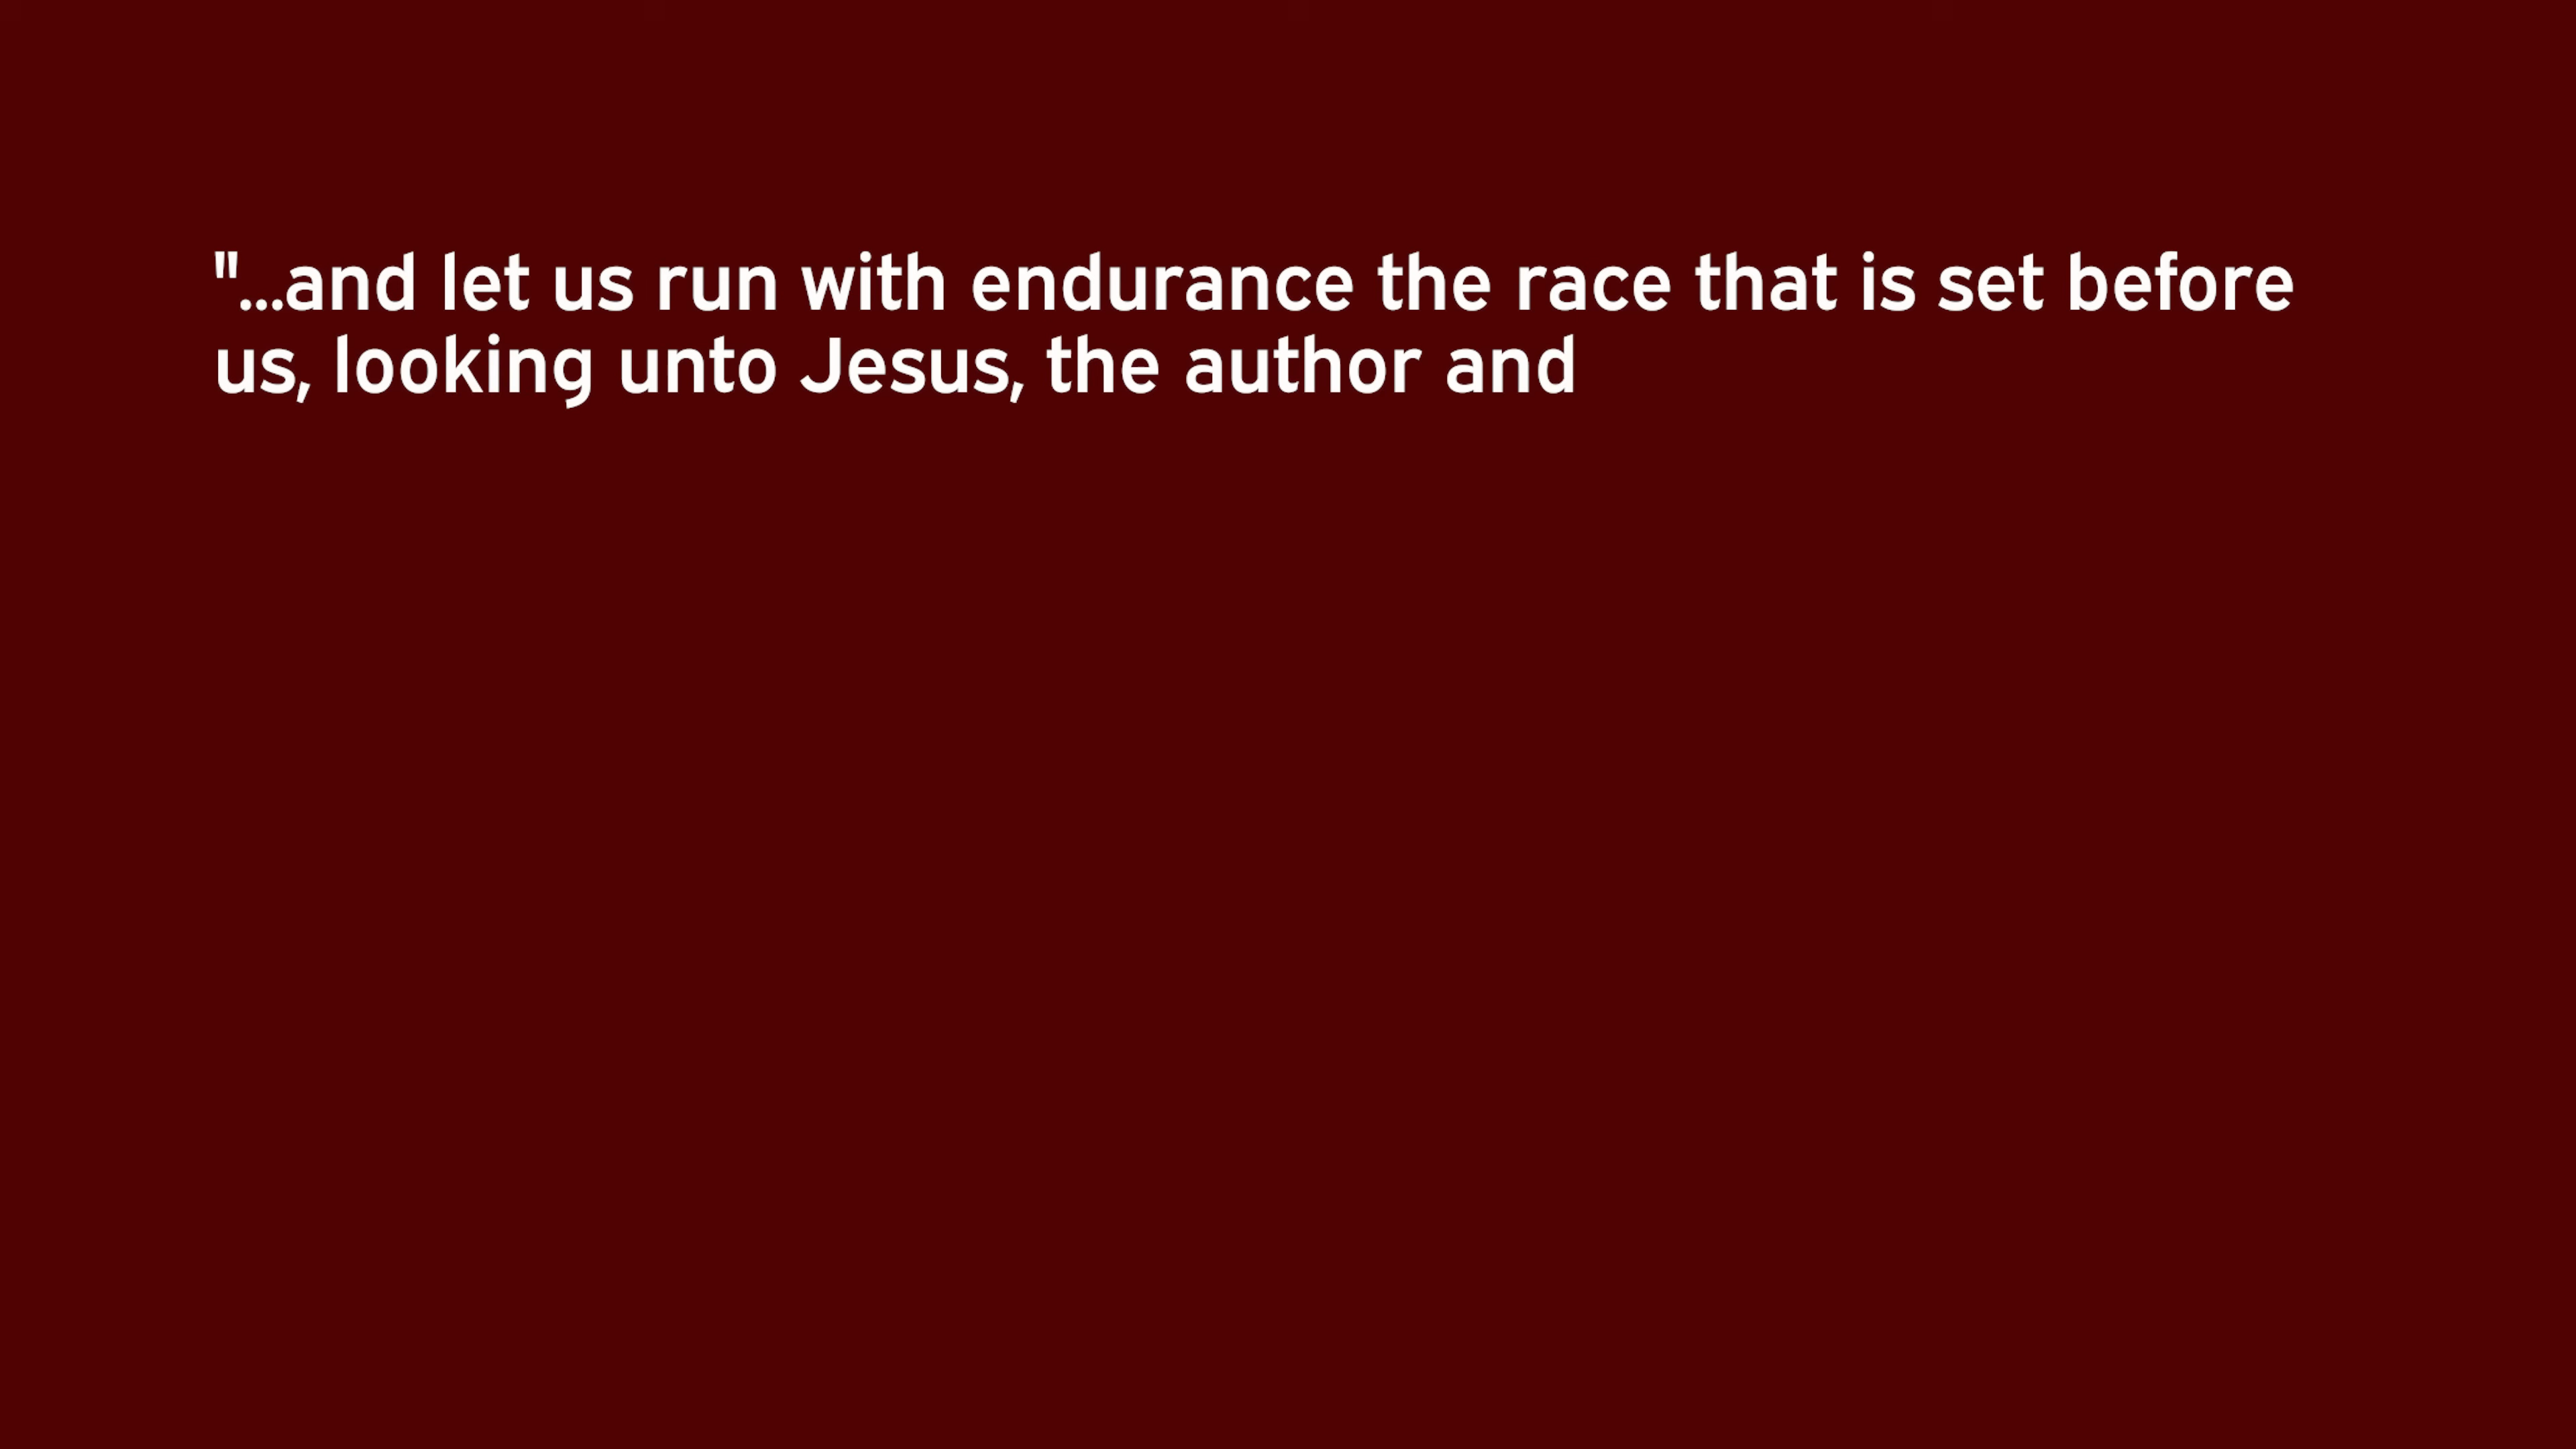 "...and let us run with endurance the race that is set before
us, looking unto Jesus, the author and